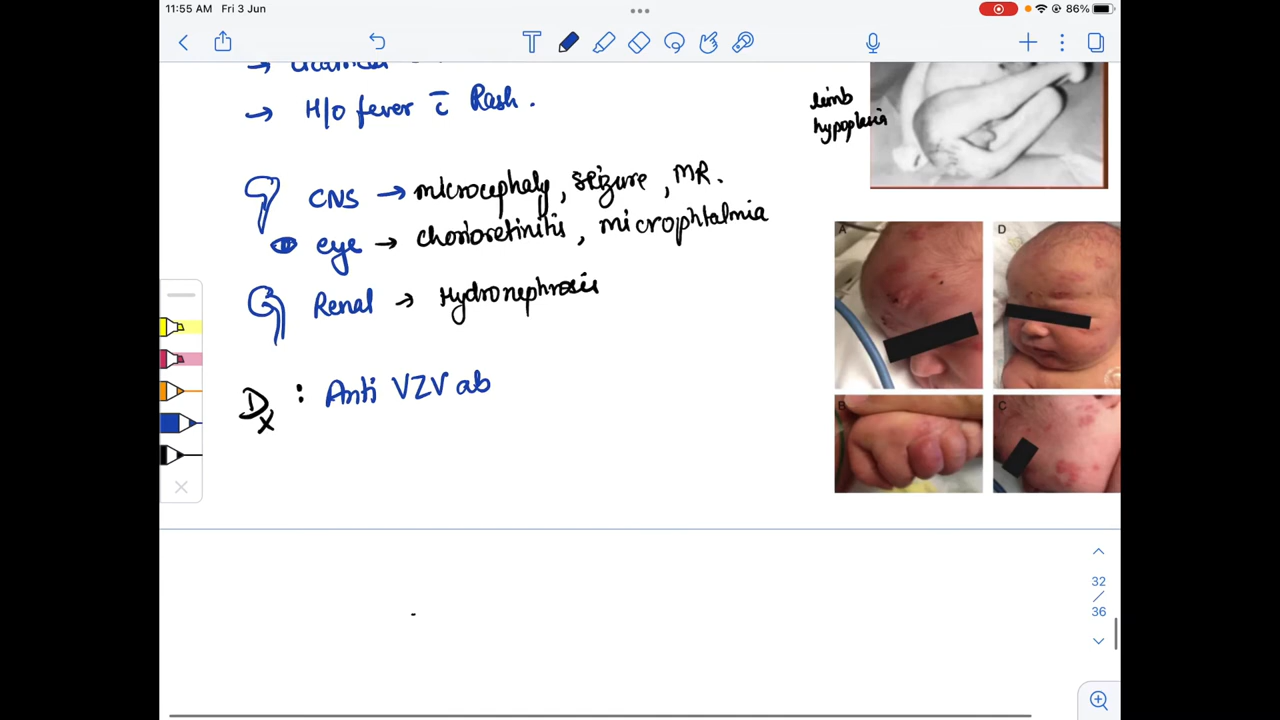 11:55 AM Fri 3 Jun
86%
T
→ H/o fever c̄ Rash.
CNS → microcephaly, seizure, MR.
eye → chorioretinitis, microphtalmia
Renal → Hydronephrosis
Dx : Anti VZV ab
limb
hypoplasia
A
D
B
C
32
/
36